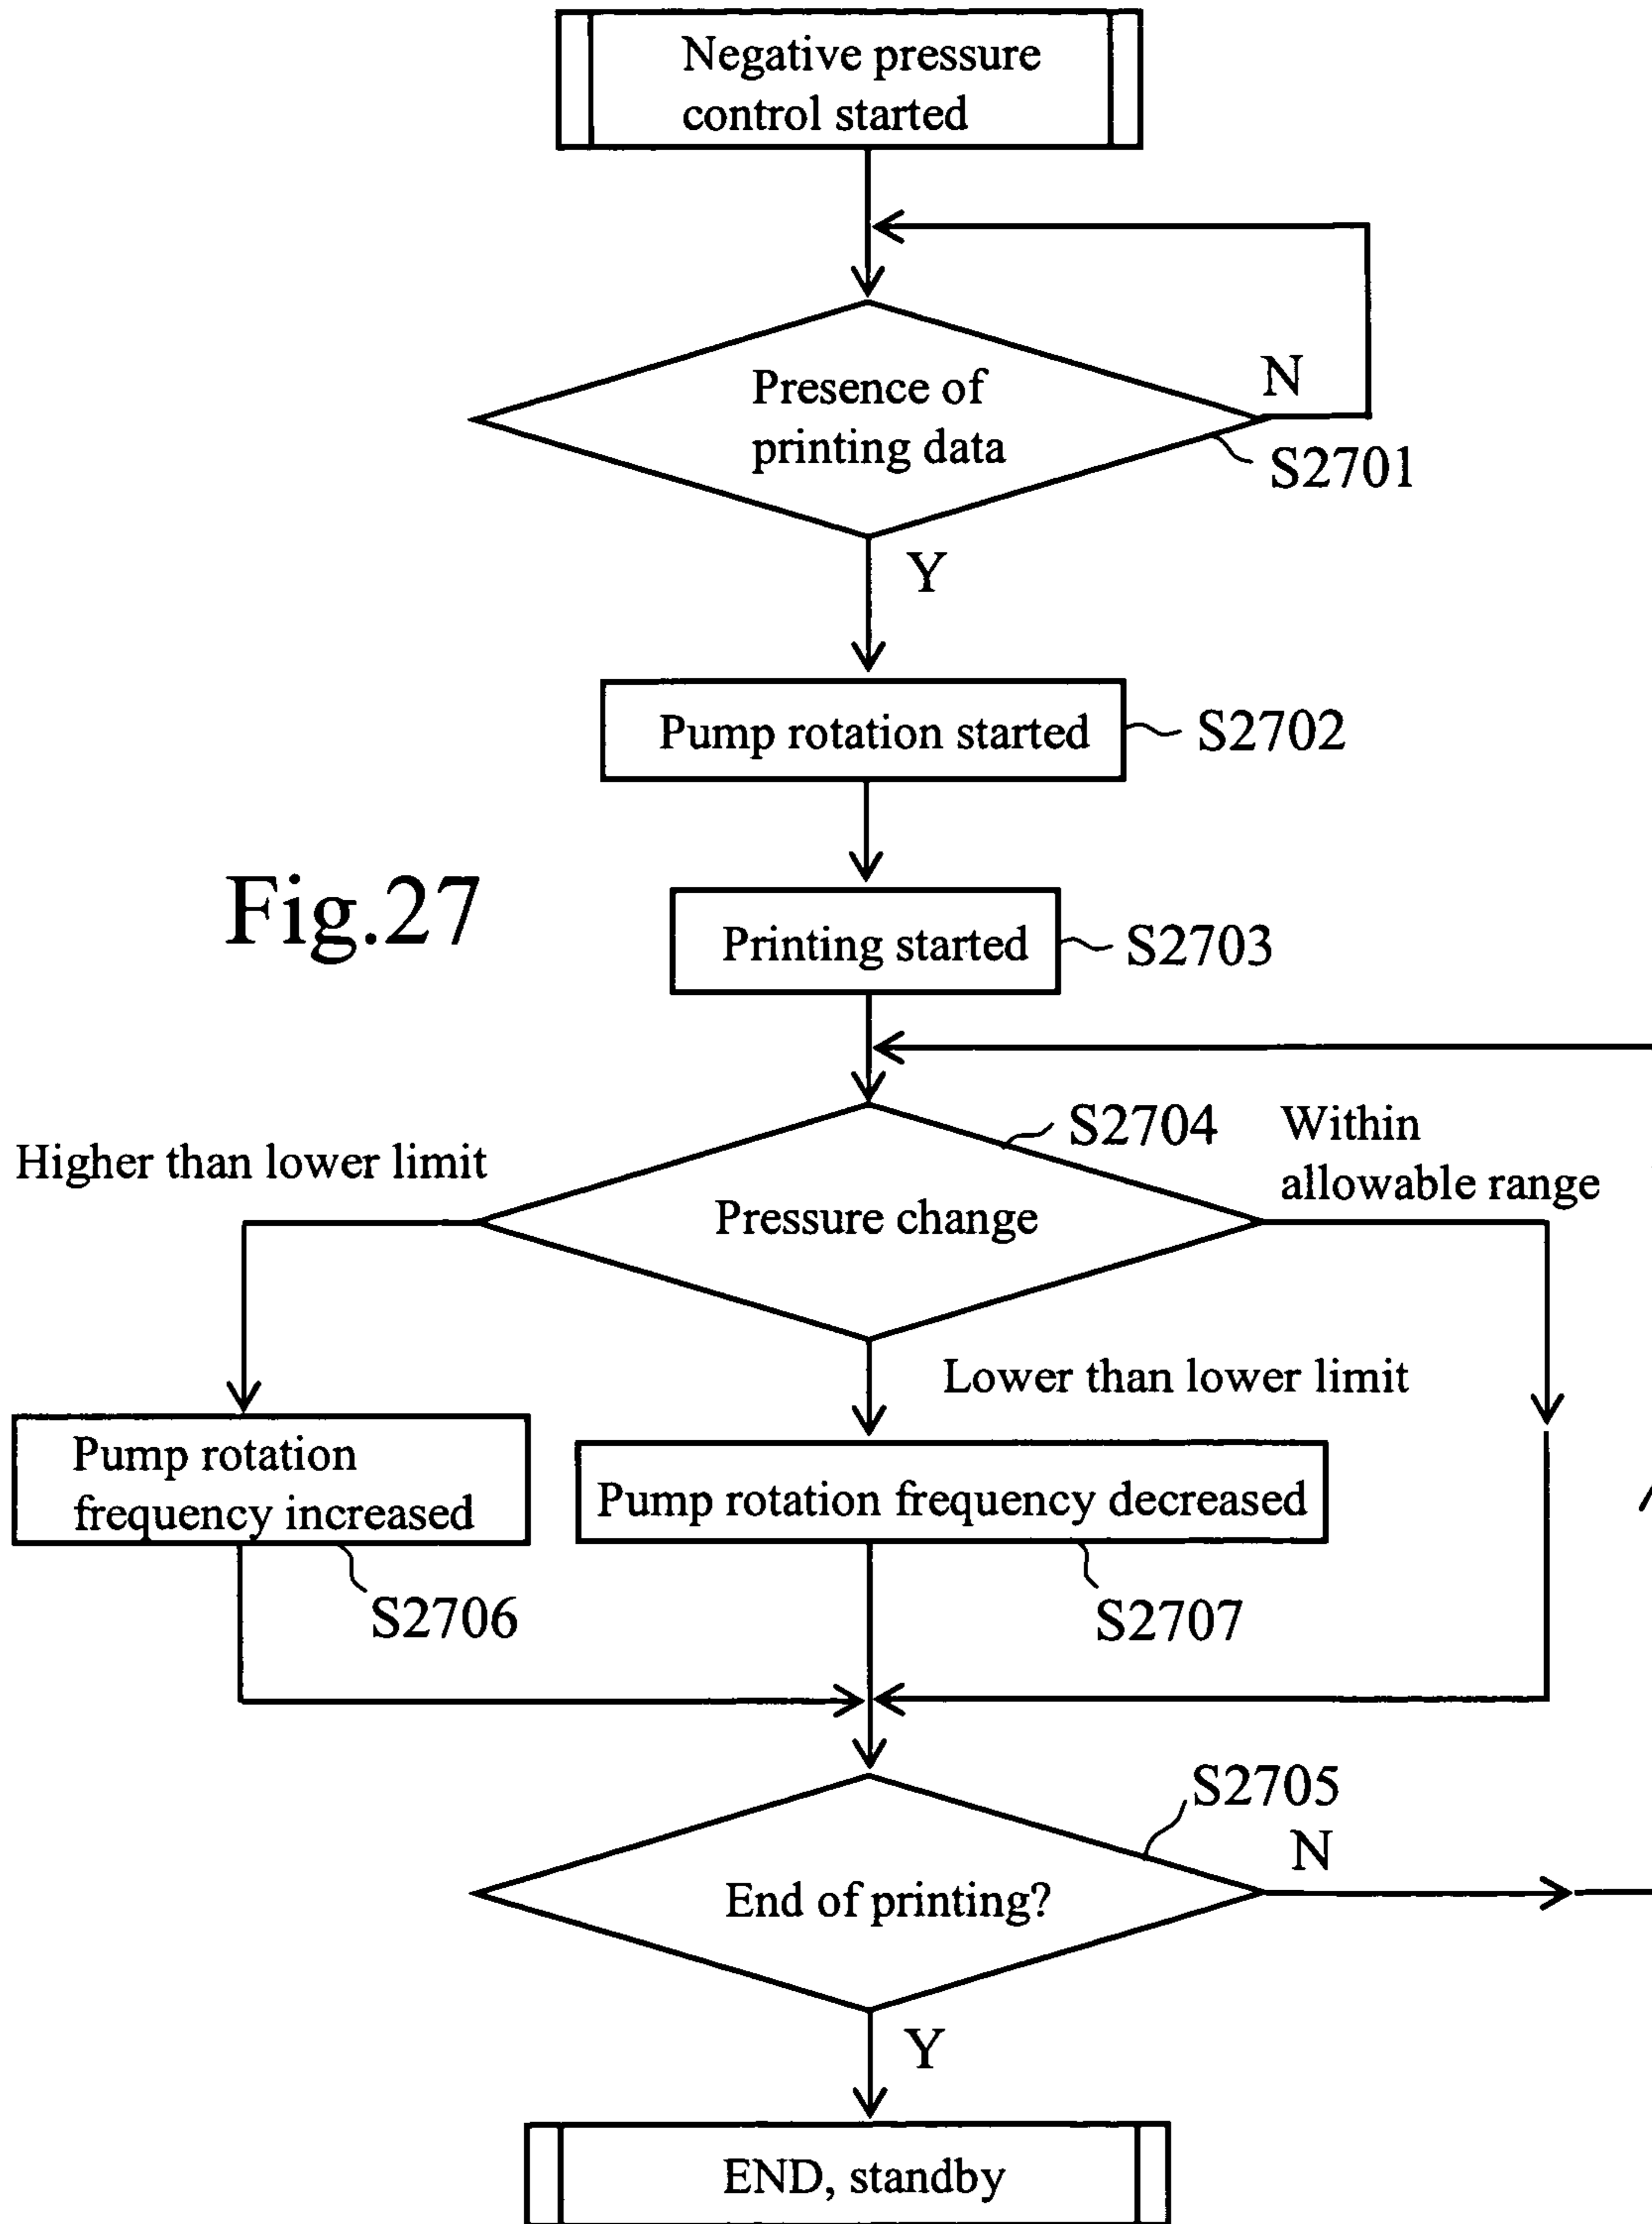 Negative pressure
control started
Presence of
printing data
N
S2701
Y
Pump rotation started
S2702
Fig.27
Printing started
S2703
S2704
Within
allowable range
Higher than lower limit
Pressure change
Lower than lower limit
Pump rotation
frequency increased
Pump rotation frequency decreased
S2706
S2707
S2705
N
End of printing?
Y
END, standby